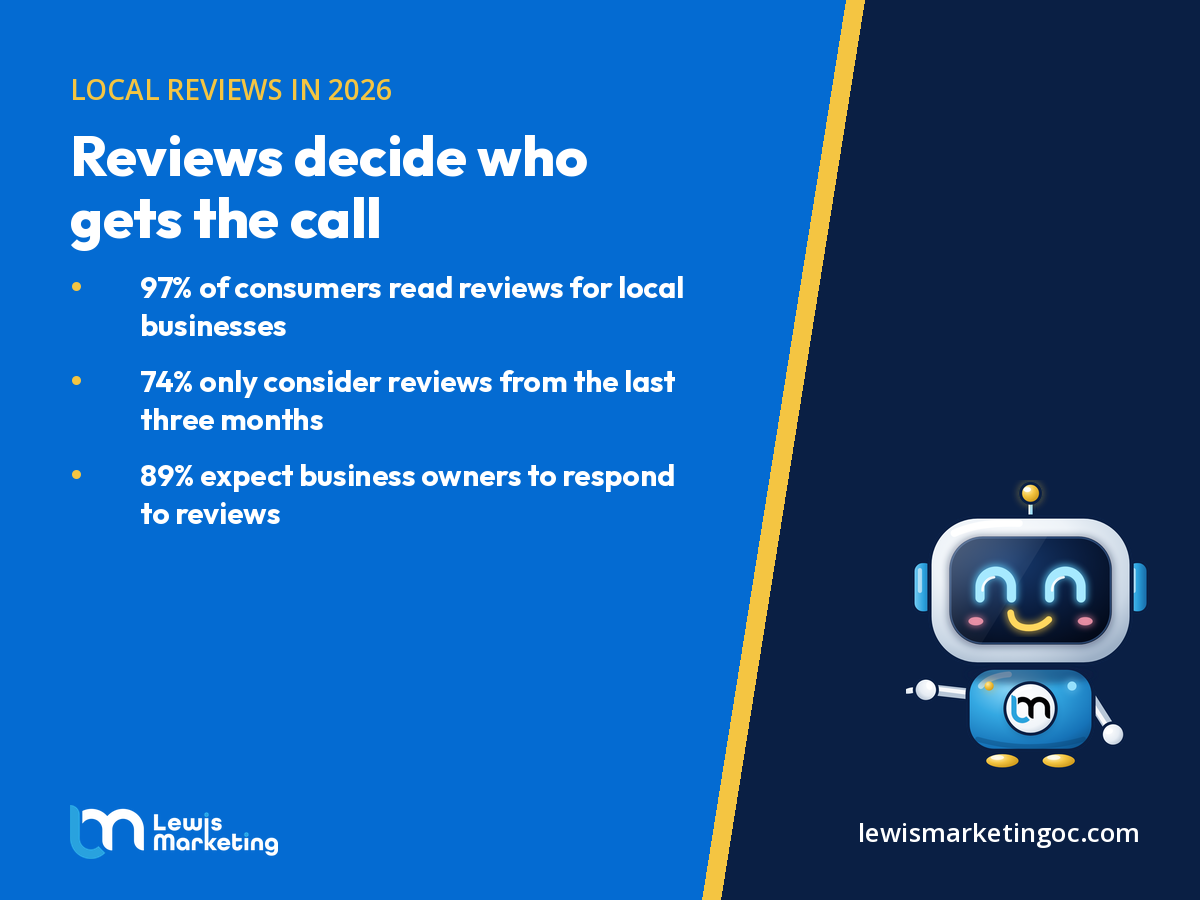 LOCAL REVIEWS IN 2026
Reviews decide who
gets the call
• 97% of consumers read reviews for local
businesses
• 74% only consider reviews from the last
three months
• 89% expect business owners to respond
to reviews
bm
lm Lewis
Marketing
lewismarketingoc.com